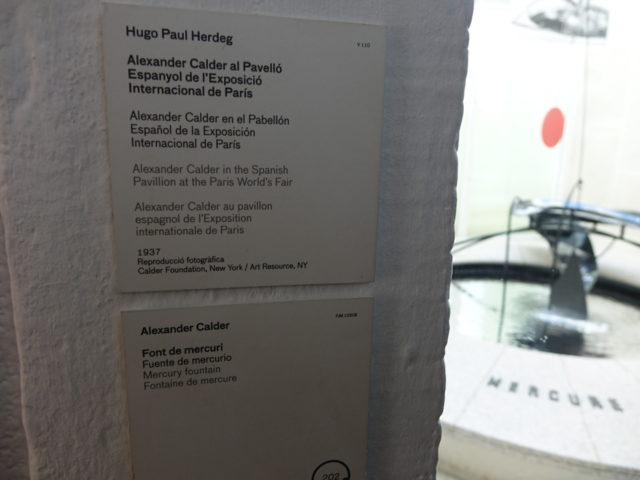 Hugo Paul Herdeg
V 110
Alexander Calder al Pavelló
Espanyol de l'Exposició
Internacional de París
Alexander Calder en el Pabellón
Español de la Exposición
Internacional de París
Alexander Calder in the Spanish
Pavillion at the Paris World's Fair
Alexander Calder au pavillon
espagnol de l'Exposition
internationale de Paris
1937
Reproducció fotogràfica
Calder Foundation, New York / Art Resource, NY
Alexander Calder
Font de mercuri
Fuente de mercurio
Mercury fountain
Fontaine de mercure
202
MERCURE